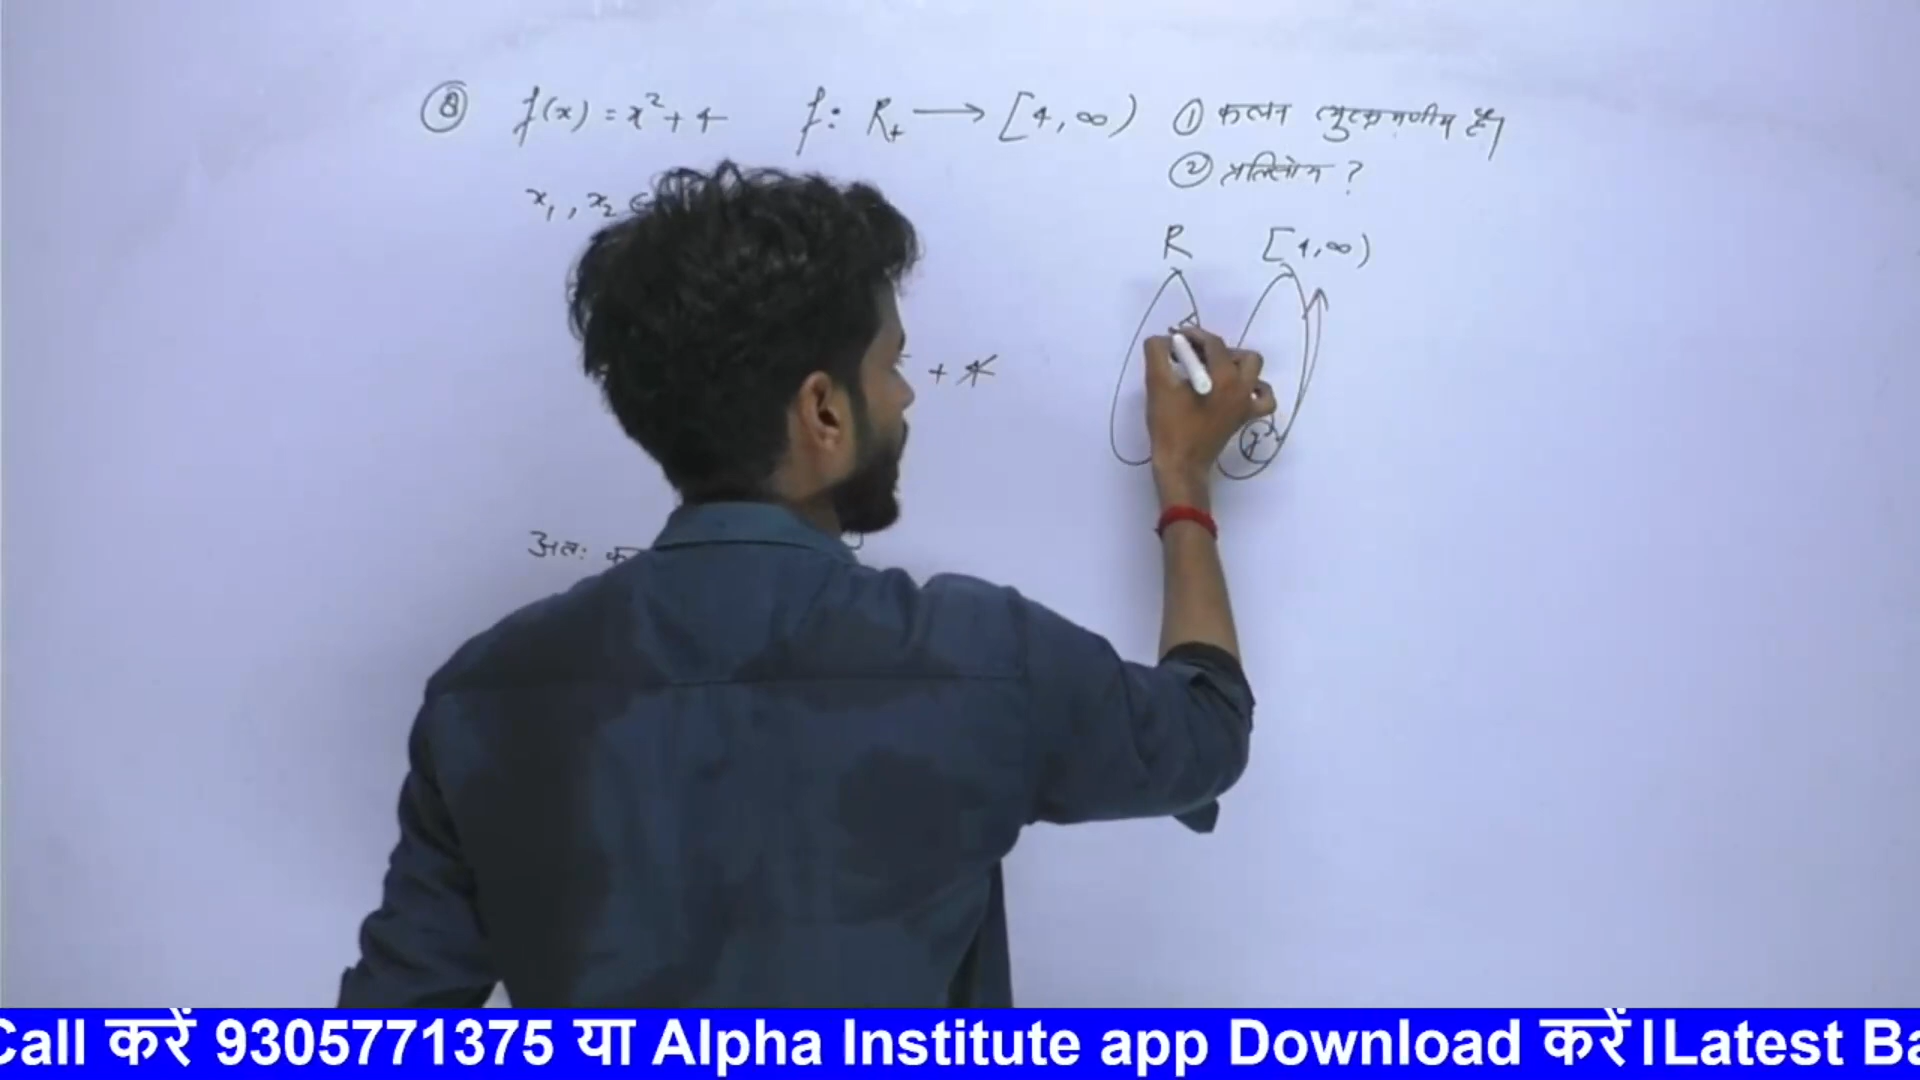 ⑧ f(x) = x² + 4 f: R₊ ⟶ [4, ∞) ① फलन व्युत्क्रमणीय है।
② प्रतिलोम ?
x₁, x₂ ∈
R [4, ∞)
+ 4
अतः
Call करें 9305771375 या Alpha Institute app Download करें।Latest Ba